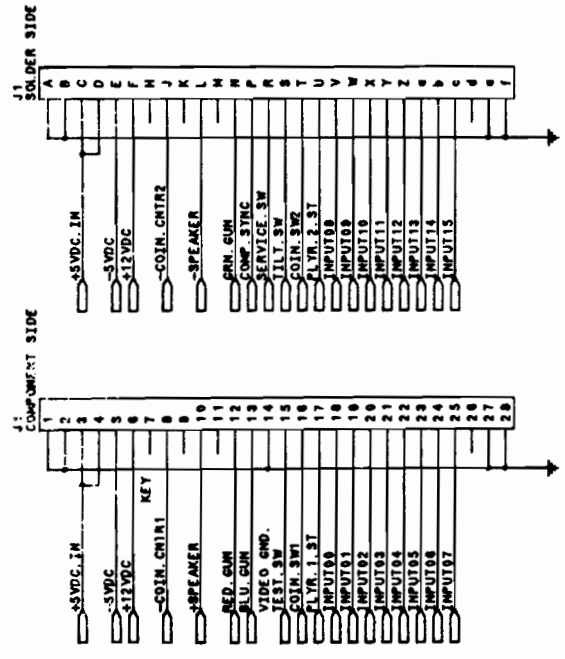 J1
SOLDER SIDE
A
B
+5VDC.IN C
D
-5VDC E
+12VDC F
H
-COIN.CNTR2 J
K
-SPEAKER L
M
GRN.GUN N
COMP.SYNC P
SERVICE.SW R
TILT.SW S
COIN.SW2 T
PLYR.2.ST U
INPUT08 V
INPUT09 W
INPUT10 X
INPUT11 Y
INPUT12 Z
INPUT13 a
INPUT14 b
INPUT15 c
d
e
f
J1
COMPONENT SIDE
1
2
+5VDC.IN 3
4
-5VDC 5
+12VDC 6
KEY 7
-COIN.CNTR1 8
9
+SPEAKER 10
11
RED.GUN 12
BLU.GUN 13
VIDEO GND. 14
TEST.SW 15
COIN.SW1 16
PLYR.1.ST 17
INPUT00 18
INPUT01 19
INPUT02 20
INPUT03 21
INPUT04 22
INPUT05 23
INPUT06 24
INPUT07 25
26
27
28